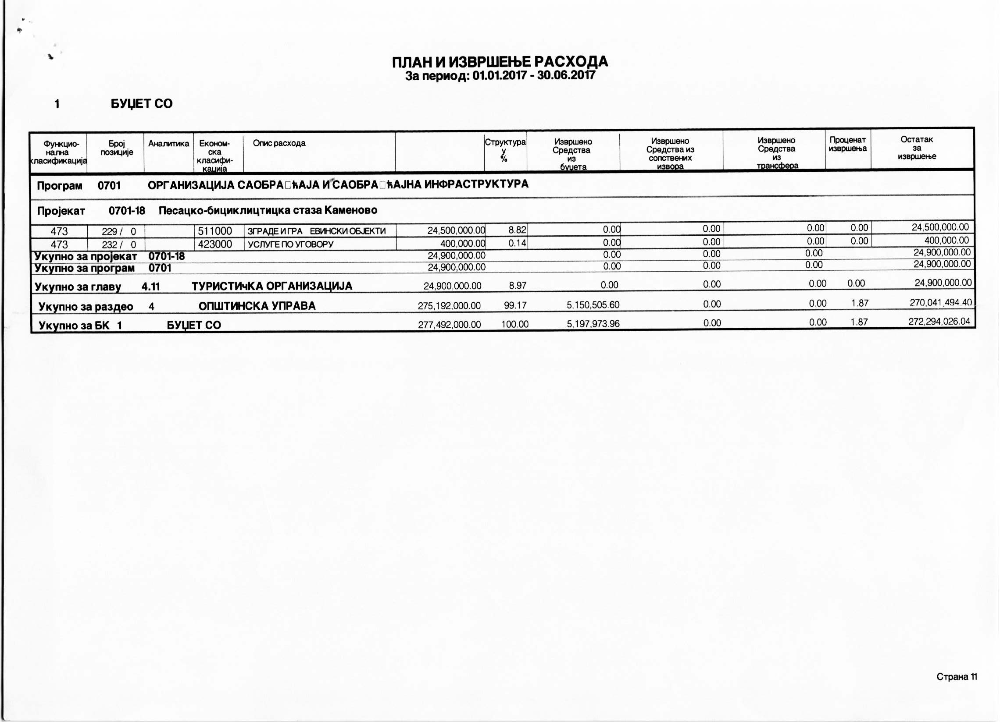 ПЛАН И ИЗВРШЕЊЕ РАСХОДА
За период: 01.01.2017 - 30.06.2017
1 БУЏЕТ СО
Функцио- Број Аналитика Економ- Опис расхода Структура Извршено Извршено Извршено Проценат Остатак
нална позиције ска у Средства Средства из Средства извршења за
класификација класифи- % из сопствених из извршење
кација буџета извора трансфера
Програм 0701 ОРГАНИЗАЦИЈА САОБРА□ЋАЈА И САОБРА□ЋАЈНА ИНФРАСТРУКТУРА
Пројекат 0701-18 Песацко-бициклицтицка стаза Каменово
473 229 / 0 511000 ЗГРАДЕ И ГРА ЕВИНСКИ ОБЈЕКТИ 24,500,000.00 8.82 0.00 0.00 0.00 0.00 24,500,000.00
473 232 / 0 423000 УСЛУГЕ ПО УГОВОРУ 400,000.00 0.14 0.00 0.00 0.00 0.00 400,000.00
Укупно за пројекат 0701-18 24,900,000.00 0.00 0.00 0.00 24,900,000.00
Укупно за програм 0701 24,900,000.00 0.00 0.00 0.00 24,900,000.00
Укупно за главу 4.11 ТУРИСТИчКА ОРГАНИЗАЦИЈА 24,900,000.00 8.97 0.00 0.00 0.00 0.00 24,900,000.00
Укупно за раздео 4 ОПШТИНСКА УПРАВА 275,192,000.00 99.17 5,150,505.60 0.00 0.00 1.87 270,041,494.40
Укупно за БК 1 БУЏЕТ СО 277,492,000.00 100.00 5,197,973.96 0.00 0.00 1.87 272,294,026.04
Страна 11